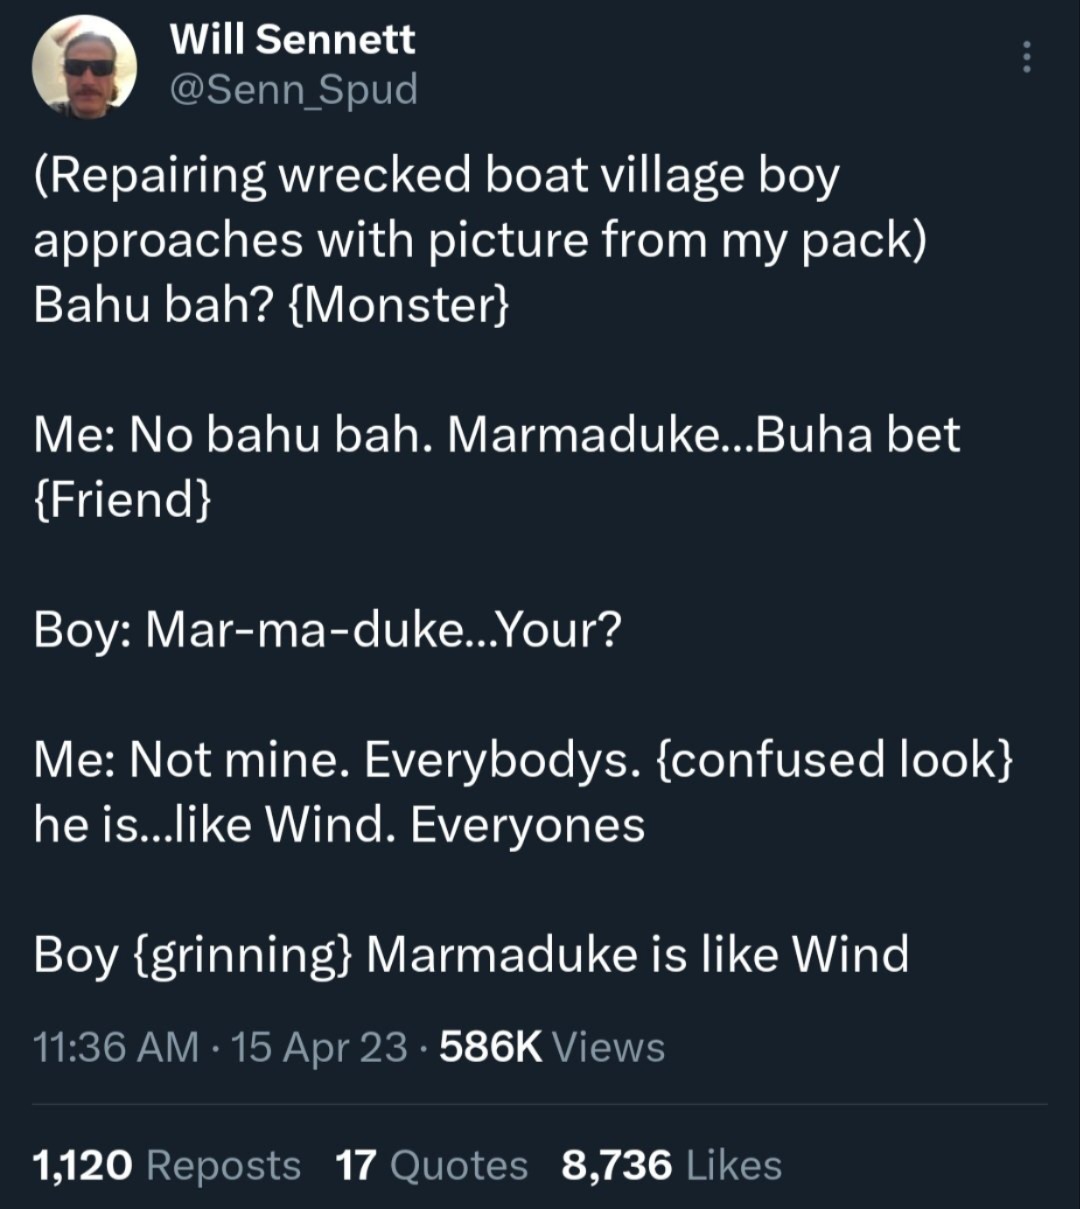 Will Sennett
@Senn_Spud
(Repairing wrecked boat village boy
approaches with picture from my pack)
Bahu bah? {Monster}
Me: No bahu bah. Marmaduke...Buha bet
{Friend}
Boy: Mar-ma-duke...Your?
Me: Not mine. Everybodys. {confused look}
he is...like Wind. Everyones
Boy {grinning} Marmaduke is like Wind
11:36 AM · 15 Apr 23 · 586K Views
1,120 Reposts 17 Quotes 8,736 Likes